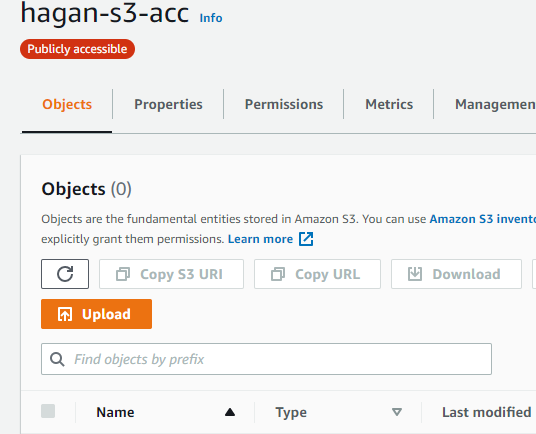 hagan-s3-acc Info
Publicly accessible
Objects Properties Permissions Metrics Managemen
Objects (0)
Objects are the fundamental entities stored in Amazon S3. You can use Amazon S3 invento
explicitly grant them permissions. Learn more
Copy S3 URI Copy URL Download
Upload
Find objects by prefix
Name Type Last modified